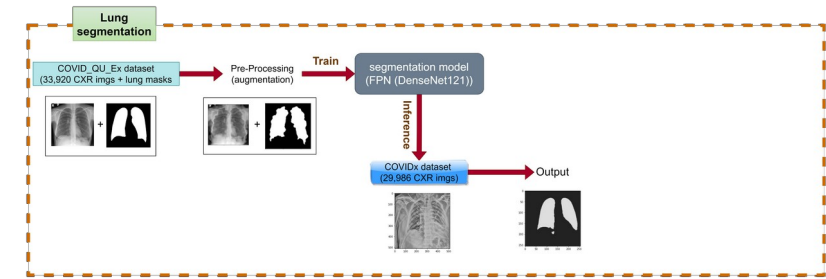 Lung
segmentation
COVID_QU_Ex dataset
(33,920 CXR imgs + lung masks)
Pre-Processing
(augmentation)
Train
segmentation model
(FPN (DenseNet121))
+
+
Inference
COVIDx dataset
(29,986 CXR imgs)
Output